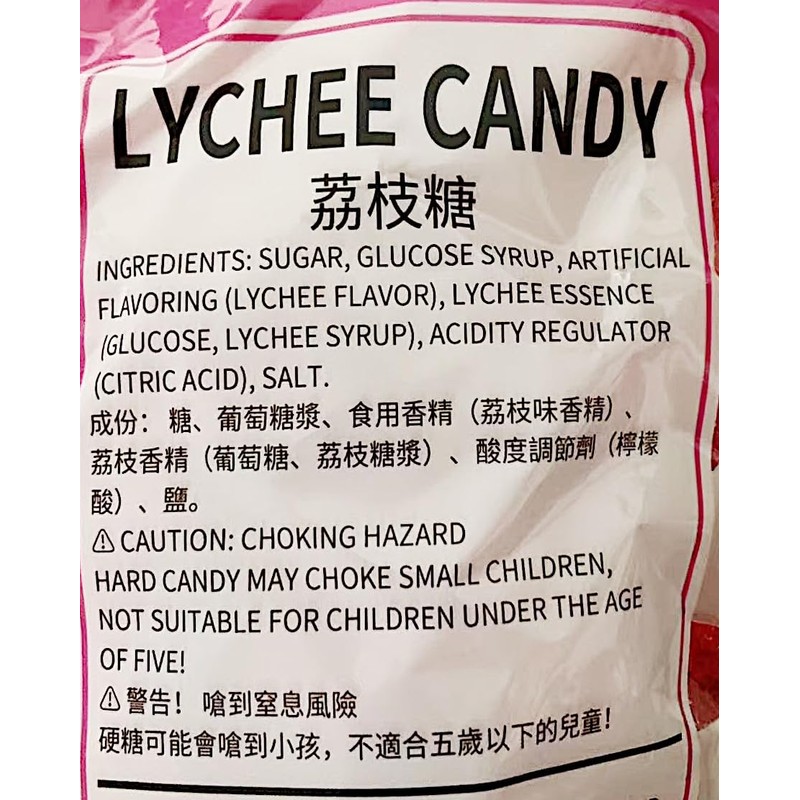 LYCHEE CANDY
荔枝糖
INGREDIENTS: SUGAR, GLUCOSE SYRUP, ARTIFICIAL
FLAVORING (LYCHEE FLAVOR), LYCHEE ESSENCE
(GLUCOSE, LYCHEE SYRUP), ACIDITY REGULATOR
(CITRIC ACID), SALT.
成份： 糖、葡萄糖漿、食用香精（荔枝味香精）、
荔枝香精（葡萄糖、荔枝糖漿）、酸度調節劑（檸檬
酸）、鹽。
⚠ CAUTION: CHOKING HAZARD
HARD CANDY MAY CHOKE SMALL CHILDREN,
NOT SUITABLE FOR CHILDREN UNDER THE AGE
OF FIVE!
⚠ 警告！ 嗆到窒息風險
硬糖可能會嗆到小孩，不適合五歲以下的兒童！